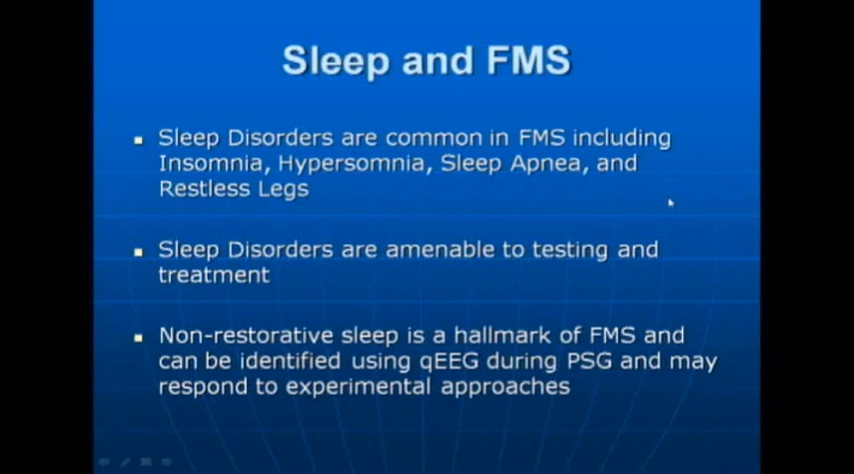 Sleep and FMS
Sleep Disorders are common in FMS including
Insomnia, Hypersomnia, Sleep Apnea, and
Restless Legs
Sleep Disorders are amenable to testing and
treatment
Non-restorative sleep is a hallmark of FMS and
can be identified using qEEG during PSG and may
respond to experimental approaches